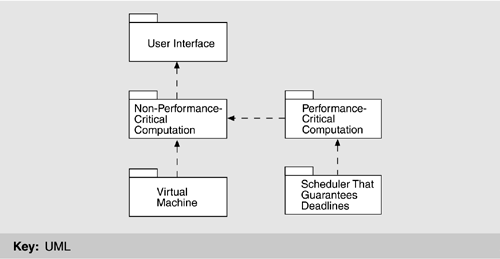 User Interface
Non-Performance-
Critical
Computation
Performance-
Critical
Computation
Virtual
Machine
Scheduler That
Guarantees
Deadlines
Key: UML